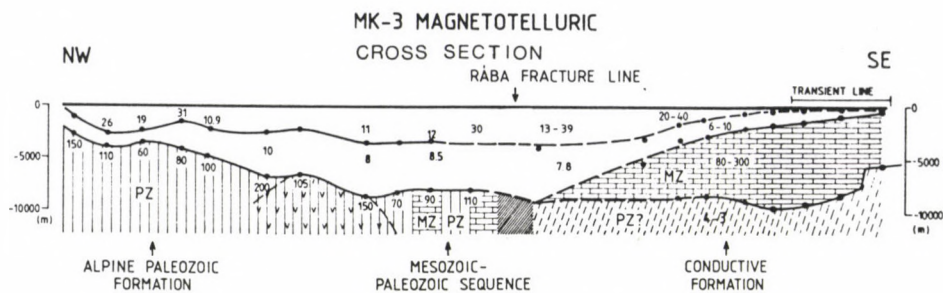 MK-3 MAGNETOTELLURIC
CROSS SECTION
NW
SE
RÁBA FRACTURE LINE
TRANSIENT LINE
0
-5000
-10000
(m)
0
-5000
-10000
(m)
26
19
31
10.9
11
12
30
13-39
20-40
6-10
10
8
8.5
7.8
80-300
150
110
60
80
100
200
105
150
70
90
110
PZ
MZ
PZ
MZ
PZ?
1-3
ALPINE PALEOZOIC
FORMATION
MESOZOIC-
PALEOZOIC SEQUENCE
CONDUCTIVE
FORMATION